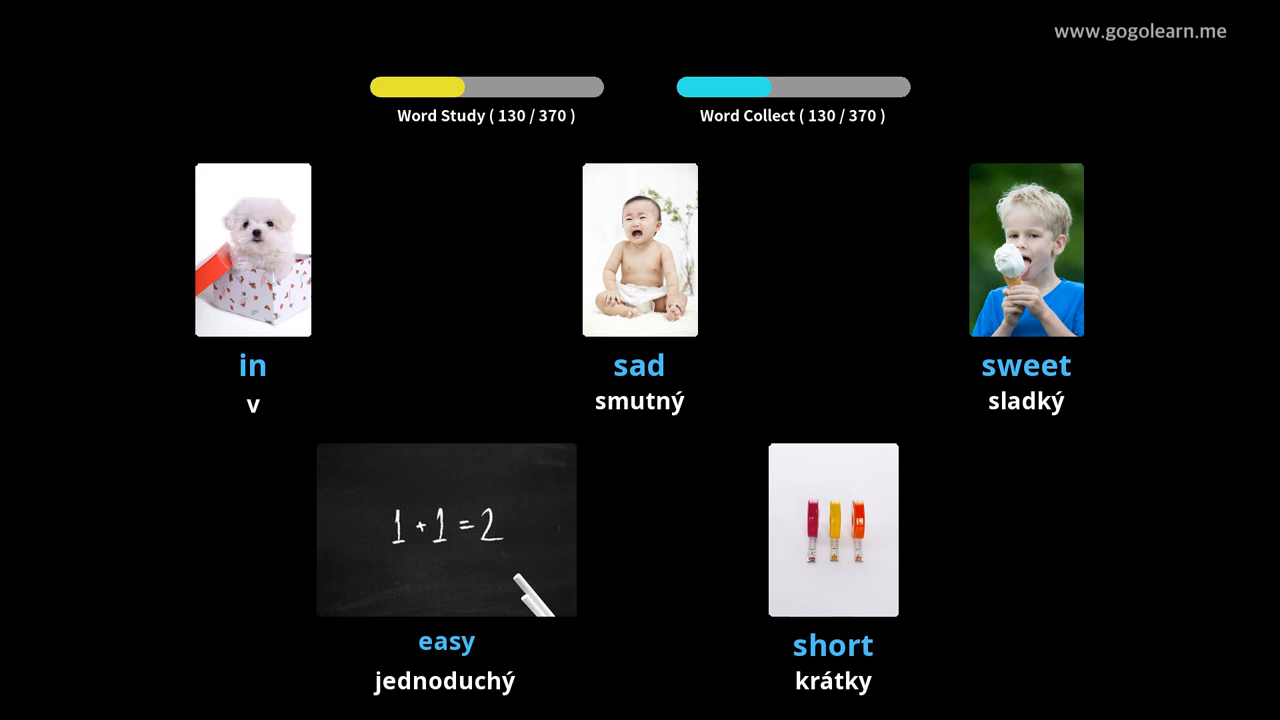 www.gogolearn.me
Word Study ( 130 / 370 )
Word Collect ( 130 / 370 )
in
sad
sweet
v
smutný
sladký
1 + 1 = 2
easy
short
jednoduchý
krátky